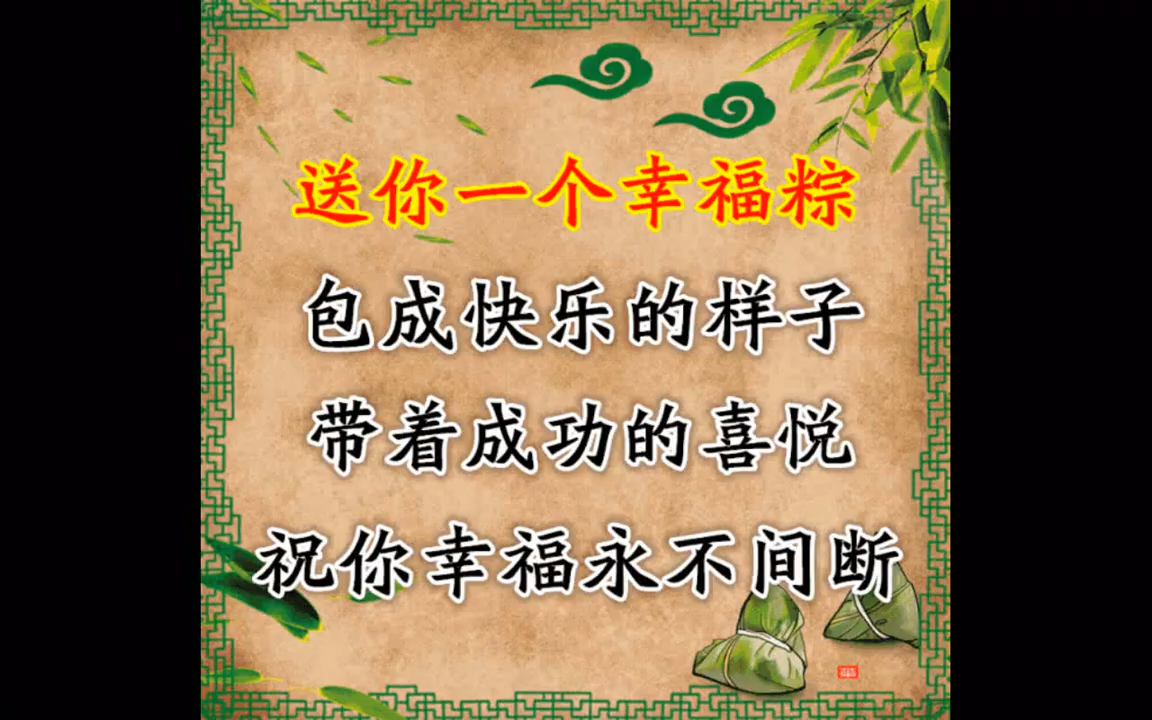 送你一个幸福粽
包成快乐的样子
带着成功的喜悦
祝你幸福永不间断